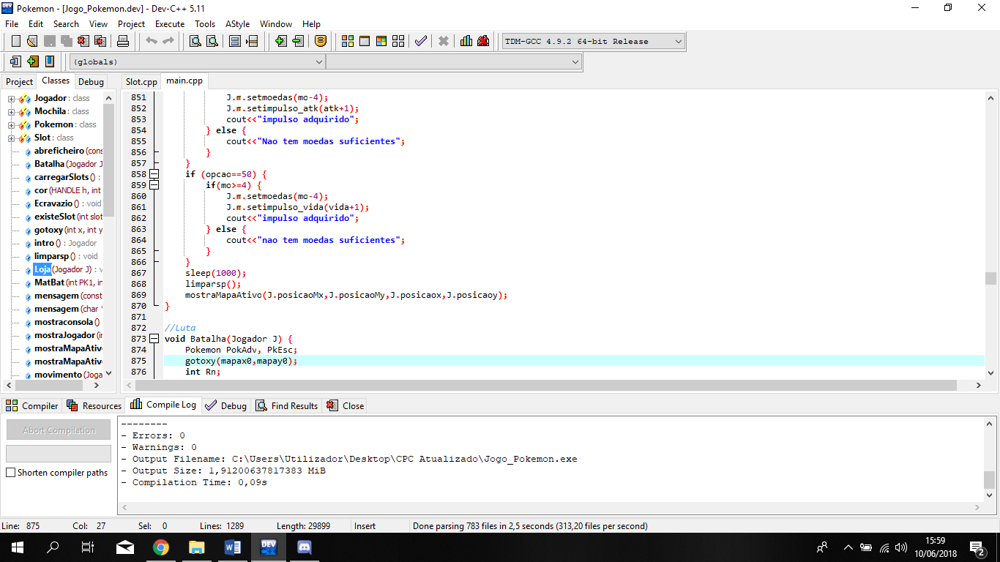 Pokemon - [Jogo_Pokemon.dev] - Dev-C++ 5.11
File Edit Search View Project Execute Tools AStyle Window Help
TDM-GCC 4.9.2 64-bit Release
(globals)
Project Classes Debug
Slot.cpp main.cpp
Jogador : class
Mochila : class
Pokemon : class
Slot : class
abreficheiro (cons
Batalha (Jogador J
carregarSlots () :
cor (HANDLE h, int
Ecravazio () : void
existeSlot (int slot
gotoxy (int x, int y
intro () : Jogador
limparsp () : void
Loja (Jogador J) : v
MatBat (int PK1, in
mensagem (const
mensagem (char *
mostraconsola ()
mostraJogador (in
mostraMapaAtiv
mostraMapaAtiv
movimento (Joga
851 J.m.setmoedas(mo-4);
852 J.m.setimpulso_atk(atk+1);
853 cout<<"impulso adquirido";
854 } else {
855 cout<<"Nao tem moedas suficientes";
856 }
857 }
858 if (opcao==50) {
859 if(mo>=4) {
860 J.m.setmoedas(mo-4);
861 J.m.setimpulso_vida(vida+1);
862 cout<<"impulso adquirido";
863 } else {
864 cout<<"nao tem moedas suficientes";
865 }
866 }
867 sleep(1000);
868 limparsp();
869 mostraMapaAtivo(J.posicaoMx,J.posicaoMy,J.posicaox,J.posicaoy);
870 }
871
872 //Luta
873 void Batalha(Jogador J) {
874 Pokemon PokAdv, PkEsc;
875 gotoxy(mapax0,mapay0);
876 int Rn;
Compiler Resources Compile Log Debug Find Results Close
Abort Compilation
Shorten compiler paths
--------
- Errors: 0
- Warnings: 0
- Output Filename: C:\Users\Utilizador\Desktop\CPC Atualizado\Jogo_Pokemon.exe
- Output Size: 1,91200637817383 MiB
- Compilation Time: 0,09s
Line: 875 Col: 27 Sel: 0 Lines: 1289 Length: 29899 Insert Done parsing 783 files in 2,5 seconds (313,20 files per second)
DEV
15:59
10/06/2018
2